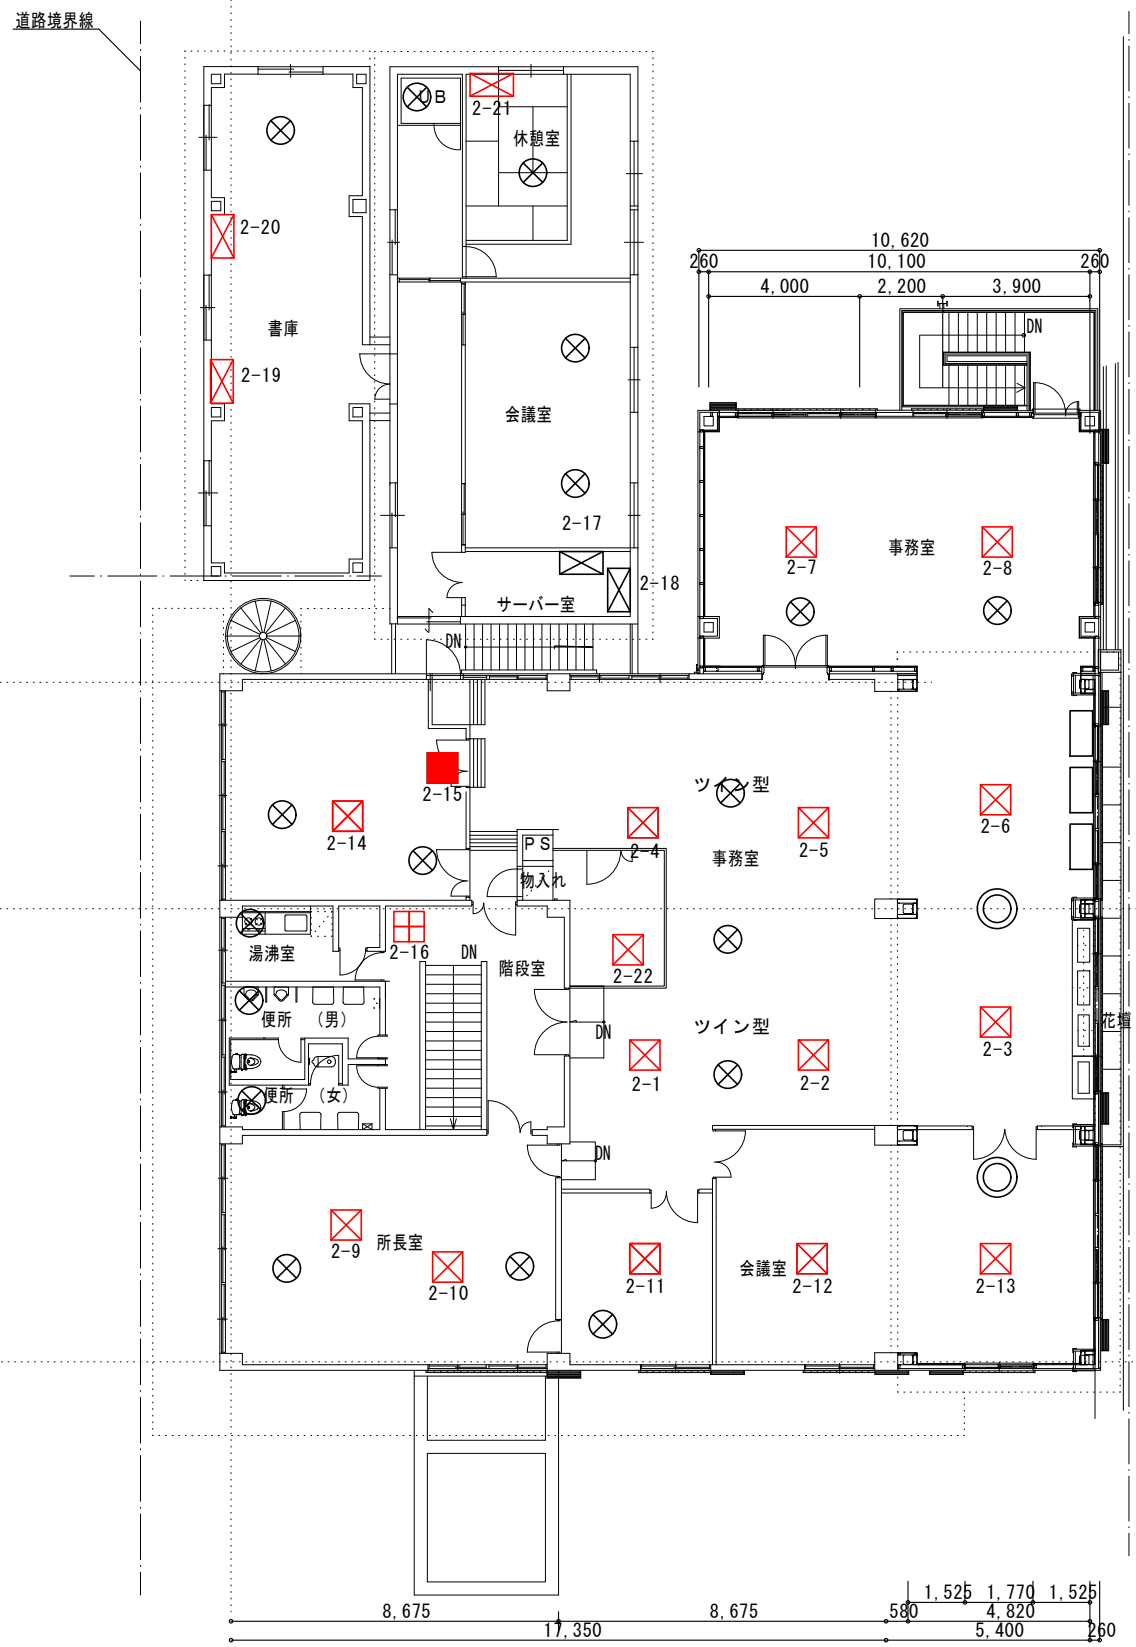 道路境界線
UB
2-21
休憩室
2-20
書庫
2-19
会議室
2-17
2-18
サーバー室
DN
10,620
260
10,100
260
4,000
2,200
3,900
DN
2-7
事務室
2-8
2-15
2-14
ツイン型
2-4
2-5
2-6
事務室
PS
物入れ
湯沸室
2-16
DN
階段室
2-22
便所
(男)
ツイン型
DN
2-1
2-2
2-3
花壇
便所
(女)
DN
2-9
所長室
2-10
2-11
会議室
2-12
2-13
1,525
1,770
1,525
8,675
8,675
580
4,820
17,350
5,400
260